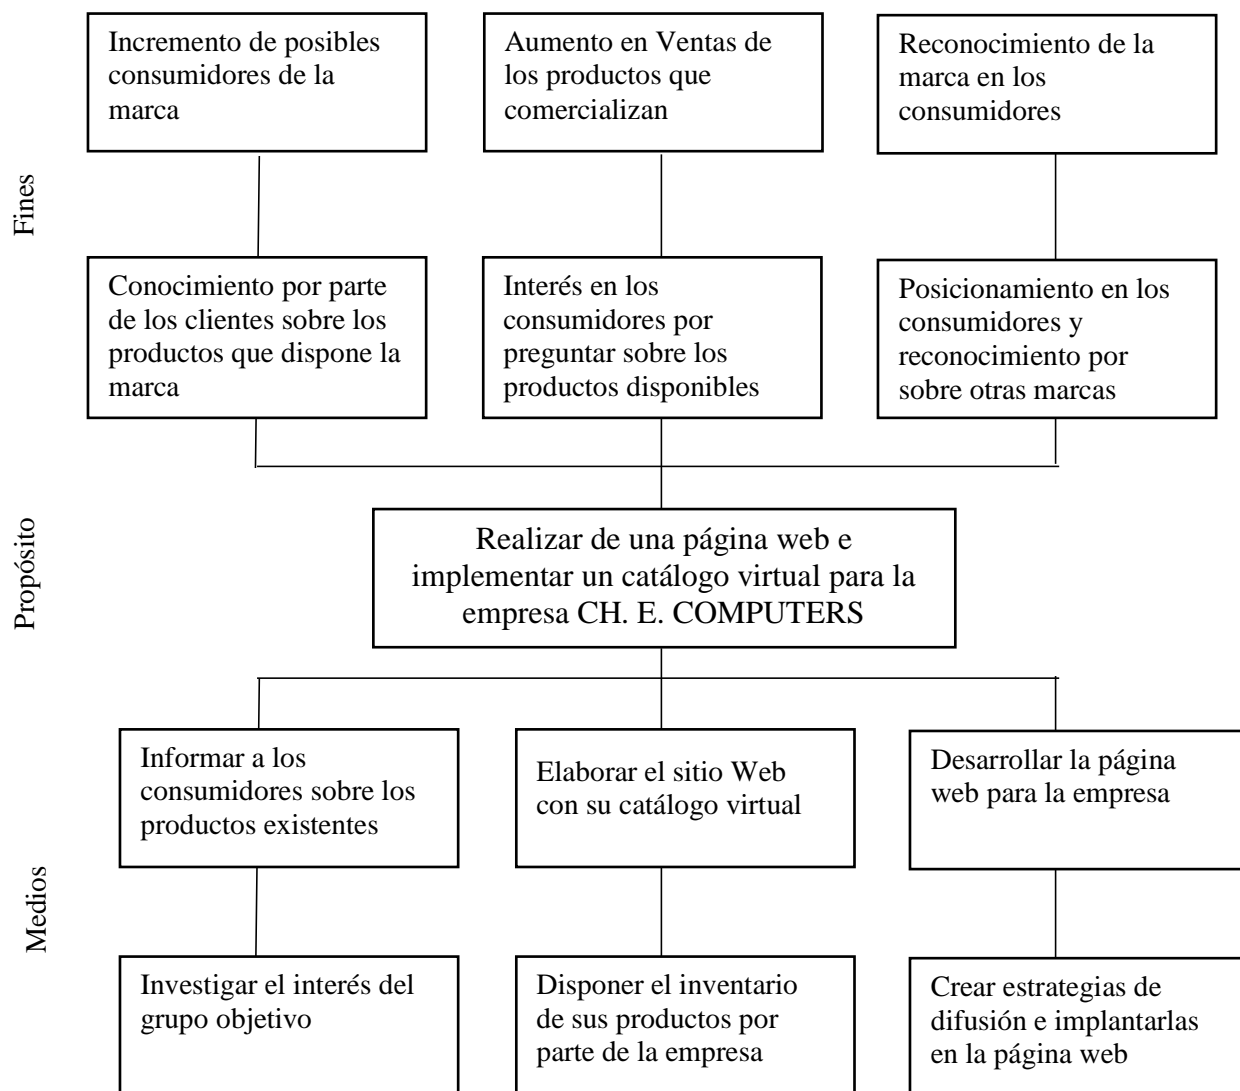 Incremento de posibles
consumidores de la
marca
Aumento en Ventas de
los productos que
comercializan
Reconocimiento de la
marca en los
consumidores
Fines
Conocimiento por parte
de los clientes sobre los
productos que dispone la
marca
Interés en los
consumidores por
preguntar sobre los
productos disponibles
Posicionamiento en los
consumidores y
reconocimiento por
sobre otras marcas
Propósito
Realizar de una página web e
implementar un catálogo virtual para la
empresa CH. E. COMPUTERS
Informar a los
consumidores sobre los
productos existentes
Elaborar el sitio Web
con su catálogo virtual
Desarrollar la página
web para la empresa
Medios
Investigar el interés del
grupo objetivo
Disponer el inventario
de sus productos por
parte de la empresa
Crear estrategias de
difusión e implantarlas
en la página web